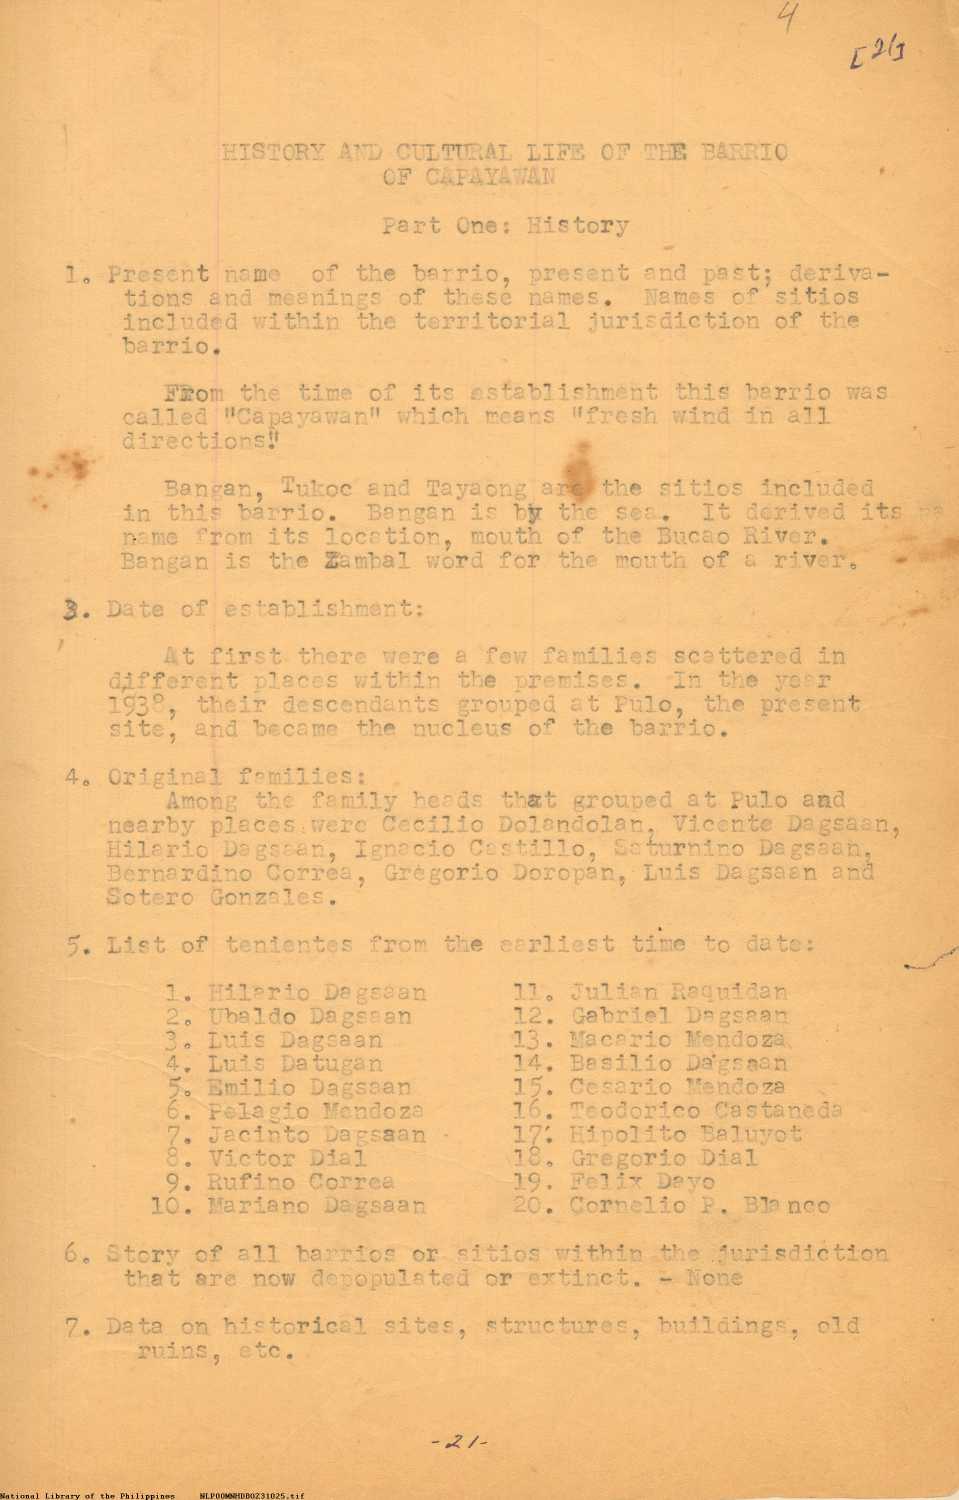 4
[21]
HISTORY AND CULTURAL LIFE OF THE BARRIO
OF CAPAYAWAN
Part One: History
1. Present name of the barrio, present and past; deriva-
tions and meanings of these names. Names of sitios
included within the territorial jurisdiction of the
barrio.
From the time of its establishment this barrio was
called "Capayawan" which means "fresh wind in all
directions."
Bangan, Tukoc and Tayaong are the sitios included
in this barrio. Bangan is by the sea. It derived its na
name from its location, mouth of the Bucao River.
Bangan is the Zambal word for the mouth of a river.
3. Date of establishment:
At first there were a few families scattered in
different places within the premises. In the year
1938, their descendants grouped at Pulo, the present
site, and became the nucleus of the barrio.
4. Original families:
Among the family heads that grouped at Pulo and
nearby places were Cecilio Dolandolan, Vicente Dagsaan,
Hilario Dagsaan, Ignacio Castillo, Saturnino Dagsaan,
Bernardino Correa, Gregorio Doropan, Luis Dagsaan and
Sotero Gonzales.
5. List of tenientes from the earliest time to date:
1. Hilario Dagsaan
2. Ubaldo Dagsaan
3. Luis Dagsaan
4. Luis Datugan
5. Emilio Dagsaan
6. Pelagio Mendoza
7. Jacinto Dagsaan
8. Victor Dial
9. Rufino Correa
10. Mariano Dagsaan
11. Julian Raquidan
12. Gabriel Dagsaan
13. Macario Mendoza
14. Basilio Dagsaan
15. Cesario Mendoza
16. Teodorico Castaneda
17. Hipolito Baluyot
18. Gregorio Dial
19. Felix Dayo
20. Cornelio P. Blanco
6. Story of all barrios or sitios within the jurisdiction
that are now depopulated or extinct. - None
7. Data on historical sites, structures, buildings, old
ruins, etc.
-21-
National Library of the Philippines NLP00MNHDB0Z31025.tif